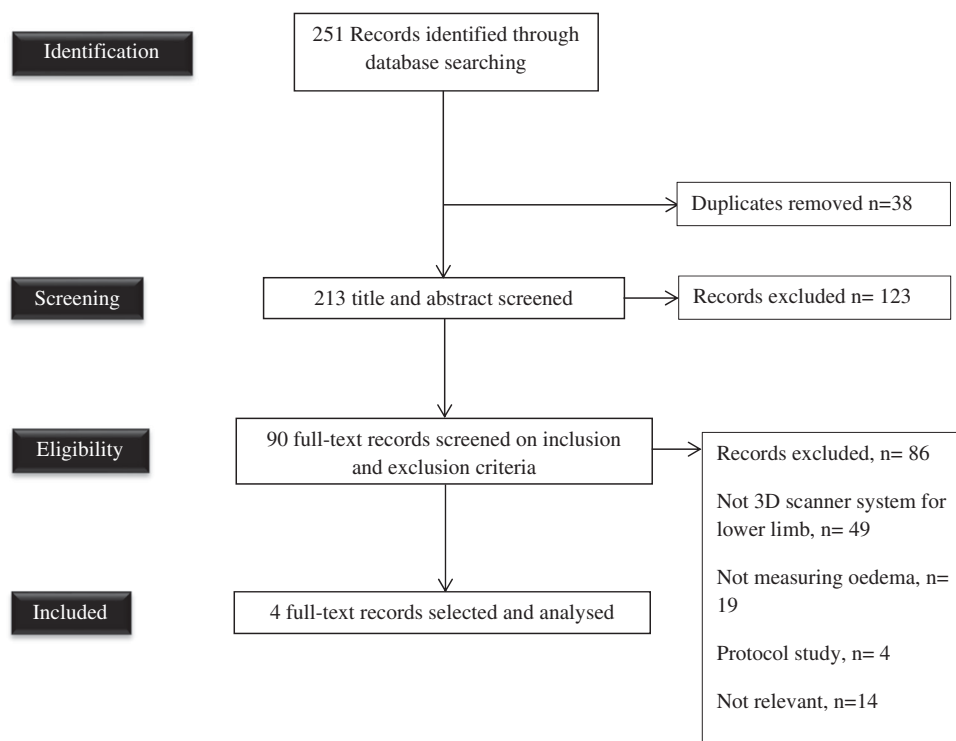 Identification
251 Records identified through
database searching
Duplicates removed n=38
Screening
213 title and abstract screened
Records excluded n= 123
Eligibility
90 full-text records screened on inclusion
and exclusion criteria
Records excluded, n= 86
Not 3D scanner system for
lower limb, n= 49
Not measuring oedema, n=
19
Protocol study, n= 4
Not relevant, n=14
Included
4 full-text records selected and analysed